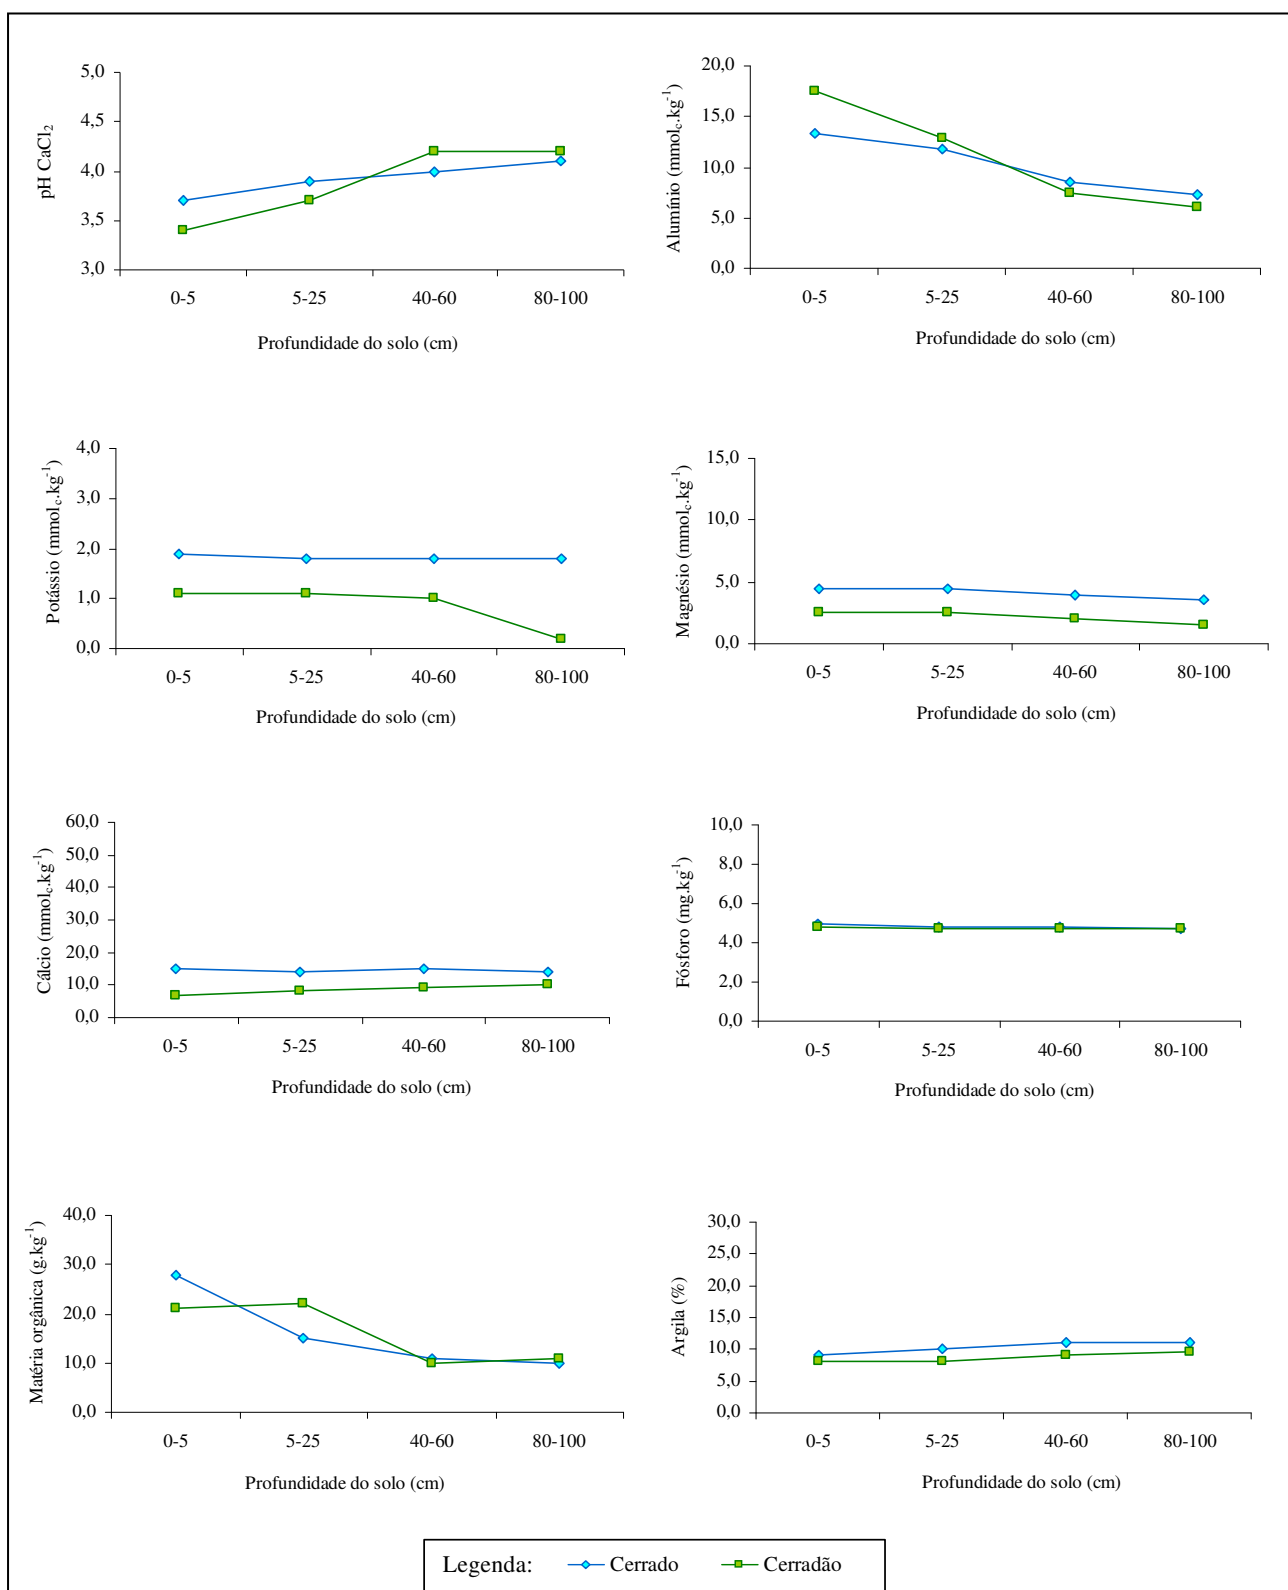 pH CaCl2
5,0
4,5
4,0
3,5
3,0
0-5 5-25 40-60 80-100
Profundidade do solo (cm)
Alumínio (mmolc.kg-1)
20,0
15,0
10,0
5,0
0,0
0-5 5-25 40-60 80-100
Profundidade do solo (cm)
Potássio (mmolc.kg-1)
4,0
3,0
2,0
1,0
0,0
0-5 5-25 40-60 80-100
Profundidade do solo (cm)
Magnésio (mmolc.kg-1)
15,0
10,0
5,0
0,0
0-5 5-25 40-60 80-100
Profundidade do solo (cm)
Cálcio (mmolc.kg-1)
60,0
50,0
40,0
30,0
20,0
10,0
0,0
0-5 5-25 40-60 80-100
Profundidade do solo (cm)
Fósforo (mg.kg-1)
10,0
8,0
6,0
4,0
2,0
0,0
0-5 5-25 40-60 80-100
Profundidade do solo (cm)
Matéria orgânica (g.kg-1)
40,0
30,0
20,0
10,0
0,0
0-5 5-25 40-60 80-100
Profundidade do solo (cm)
Argila (%)
30,0
25,0
20,0
15,0
10,0
5,0
0,0
0-5 5-25 40-60 80-100
Profundidade do solo (cm)
Legenda: Cerrado Cerradão